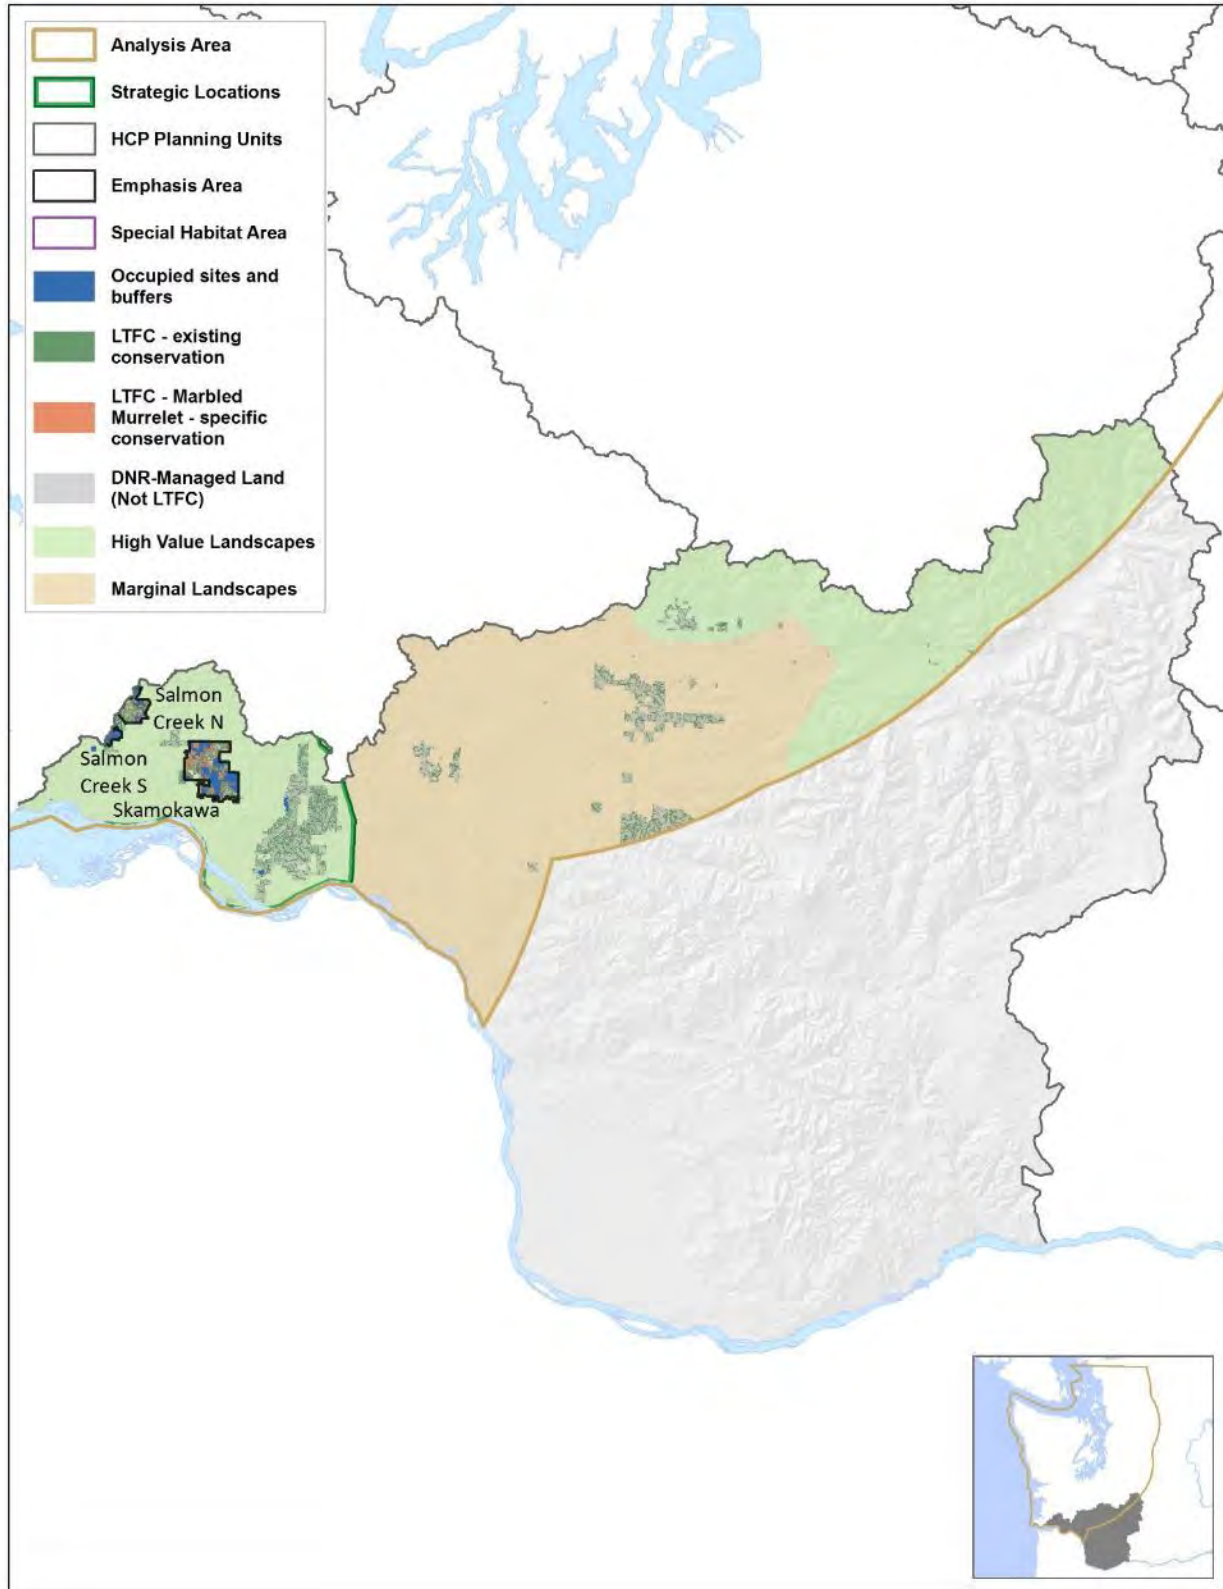 Analysis Area
Strategic Locations
HCP Planning Units
Emphasis Area
Special Habitat Area
Occupied sites and
buffers
LTFC - existing
conservation
LTFC - Marbled
Murrelet - specific
conservation
DNR-Managed Land
(Not LTFC)
High Value Landscapes
Marginal Landscapes
Salmon
Creek N
Salmon
Creek S
Skamokawa